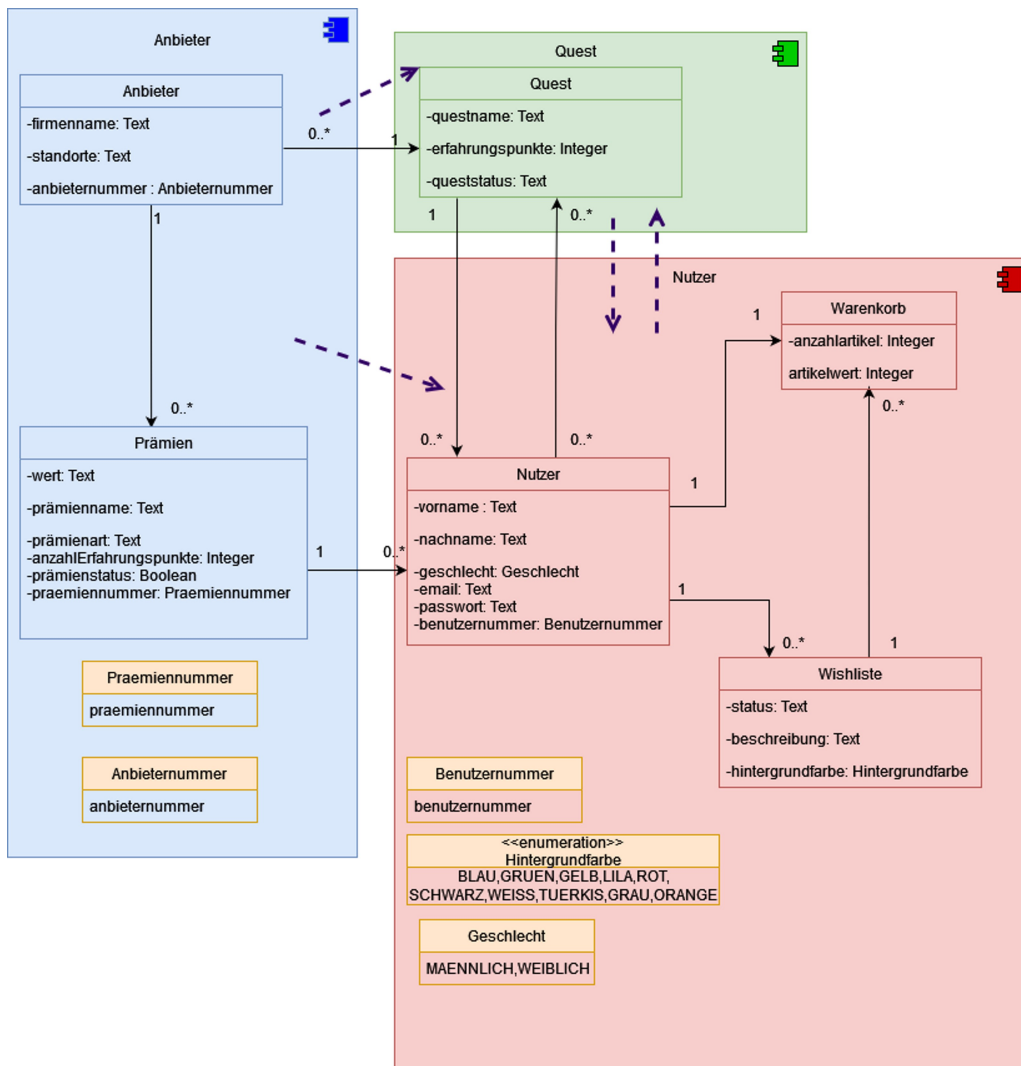 Anbieter
Anbieter
-firmenname: Text
-standorte: Text
-anbieternummer : Anbieternummer
0..*
1
1
0..*
Prämien
-wert: Text
-prämienname: Text
-prämienart: Text
-anzahlErfahrungspunkte: Integer
-prämienstatus: Boolean
-praemiennummer: Praemiennummer
1
0..*
Praemiennummer
praemiennummer
Anbieternummer
anbieternummer
Quest
Quest
-questname: Text
-erfahrungspunkte: Integer
-queststatus: Text
1
0..*
0..*
0..*
Nutzer
Nutzer
-vorname : Text
-nachname: Text
-geschlecht: Geschlecht
-email: Text
-passwort: Text
-benutzernummer: Benutzernummer
1
1
Warenkorb
-anzahlartikel: Integer
artikelwert: Integer
0..*
1
0..*
1
Wishliste
-status: Text
-beschreibung: Text
-hintergrundfarbe: Hintergrundfarbe
Benutzernummer
benutzernummer
<<enumeration>>
Hintergrundfarbe
BLAU,GRUEN,GELB,LILA,ROT,
SCHWARZ,WEISS,TUERKIS,GRAU,ORANGE
Geschlecht
MAENNLICH,WEIBLICH